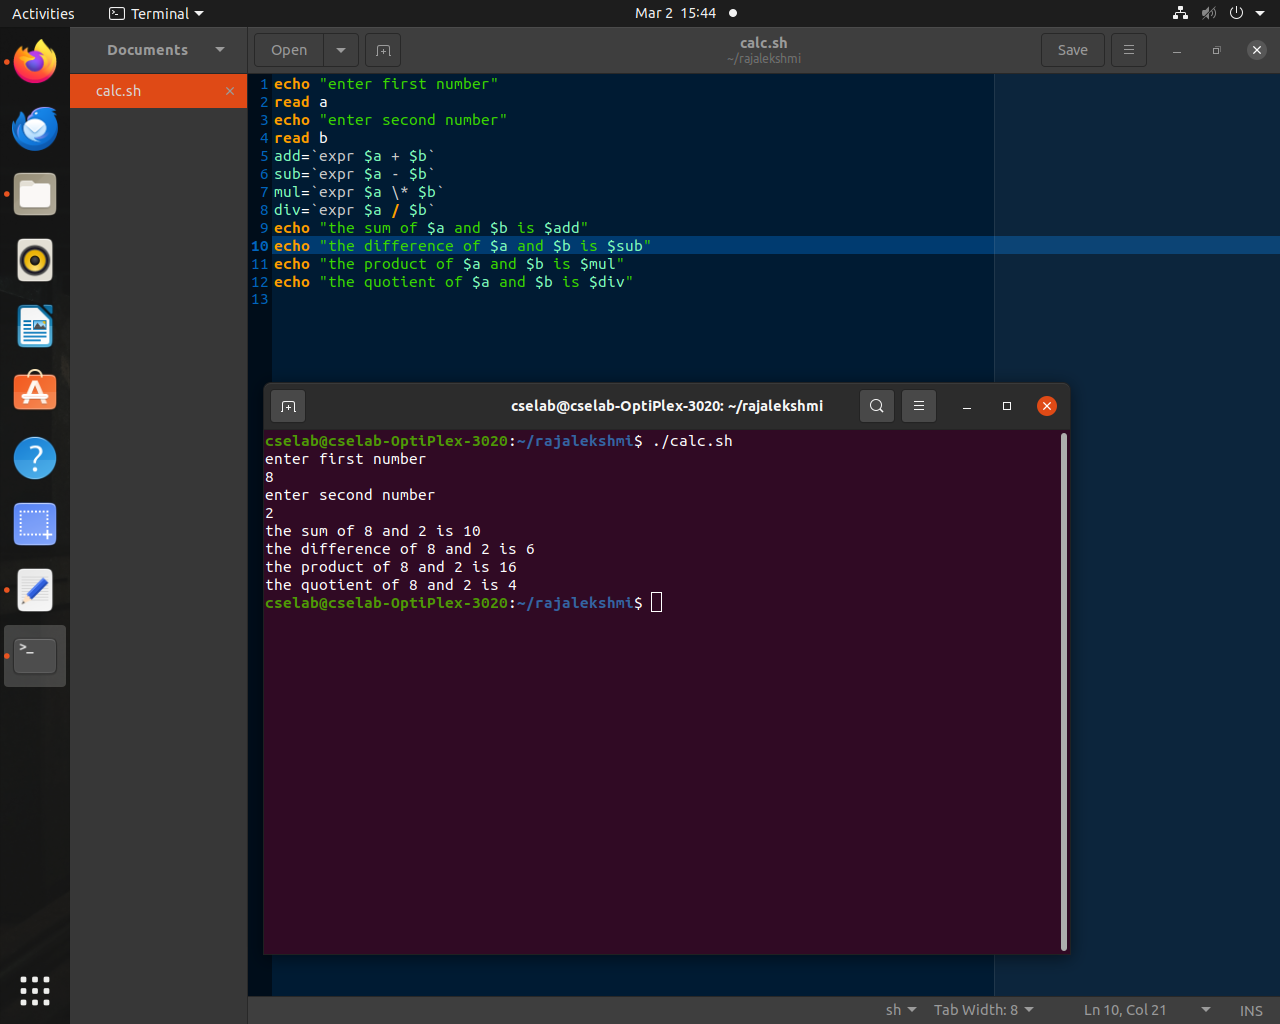 Activities Terminal Mar 2 15:44
Documents Open calc.sh Save
~/rajalekshmi
calc.sh
1 echo "enter first number"
2 read a
3 echo "enter second number"
4 read b
5 add=`expr $a + $b`
6 sub=`expr $a - $b`
7 mul=`expr $a \* $b`
8 div=`expr $a / $b`
9 echo "the sum of $a and $b is $add"
10 echo "the difference of $a and $b is $sub"
11 echo "the product of $a and $b is $mul"
12 echo "the quotient of $a and $b is $div"
13
cselab@cselab-OptiPlex-3020: ~/rajalekshmi
cselab@cselab-OptiPlex-3020:~/rajalekshmi$ ./calc.sh
enter first number
8
enter second number
2
the sum of 8 and 2 is 10
the difference of 8 and 2 is 6
the product of 8 and 2 is 16
the quotient of 8 and 2 is 4
cselab@cselab-OptiPlex-3020:~/rajalekshmi$
sh Tab Width: 8 Ln 10, Col 21 INS